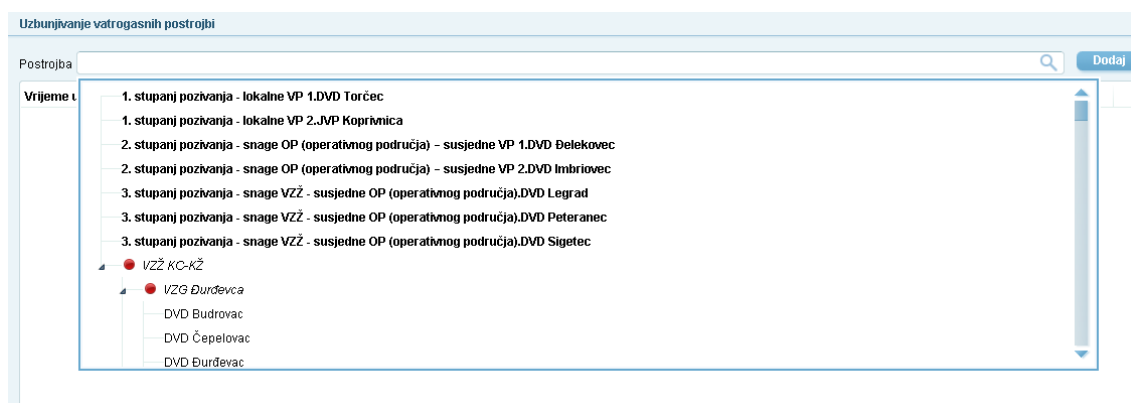 Uzbunjivanje vatrogasnih postrojbi
Postrojba
Dodaj
Vrijeme
1. stupanj pozivanja - lokalne VP 1.DVD Torčec
1. stupanj pozivanja - lokalne VP 2.JVP Koprivnica
2. stupanj pozivanja - snage OP (operativnog područja) – susjedne VP 1.DVD Đelekovec
2. stupanj pozivanja - snage OP (operativnog područja) – susjedne VP 2.DVD Imbriovec
3. stupanj pozivanja - snage VZŽ - susjedne OP (operativnog područja).DVD Legrad
3. stupanj pozivanja - snage VZŽ - susjedne OP (operativnog područja).DVD Peteranec
3. stupanj pozivanja - snage VZŽ - susjedne OP (operativnog područja).DVD Sigetec
VZŽ KC-KŽ
VZG Đurđevca
DVD Budrovac
DVD Čepelovac
DVD Đurđevac